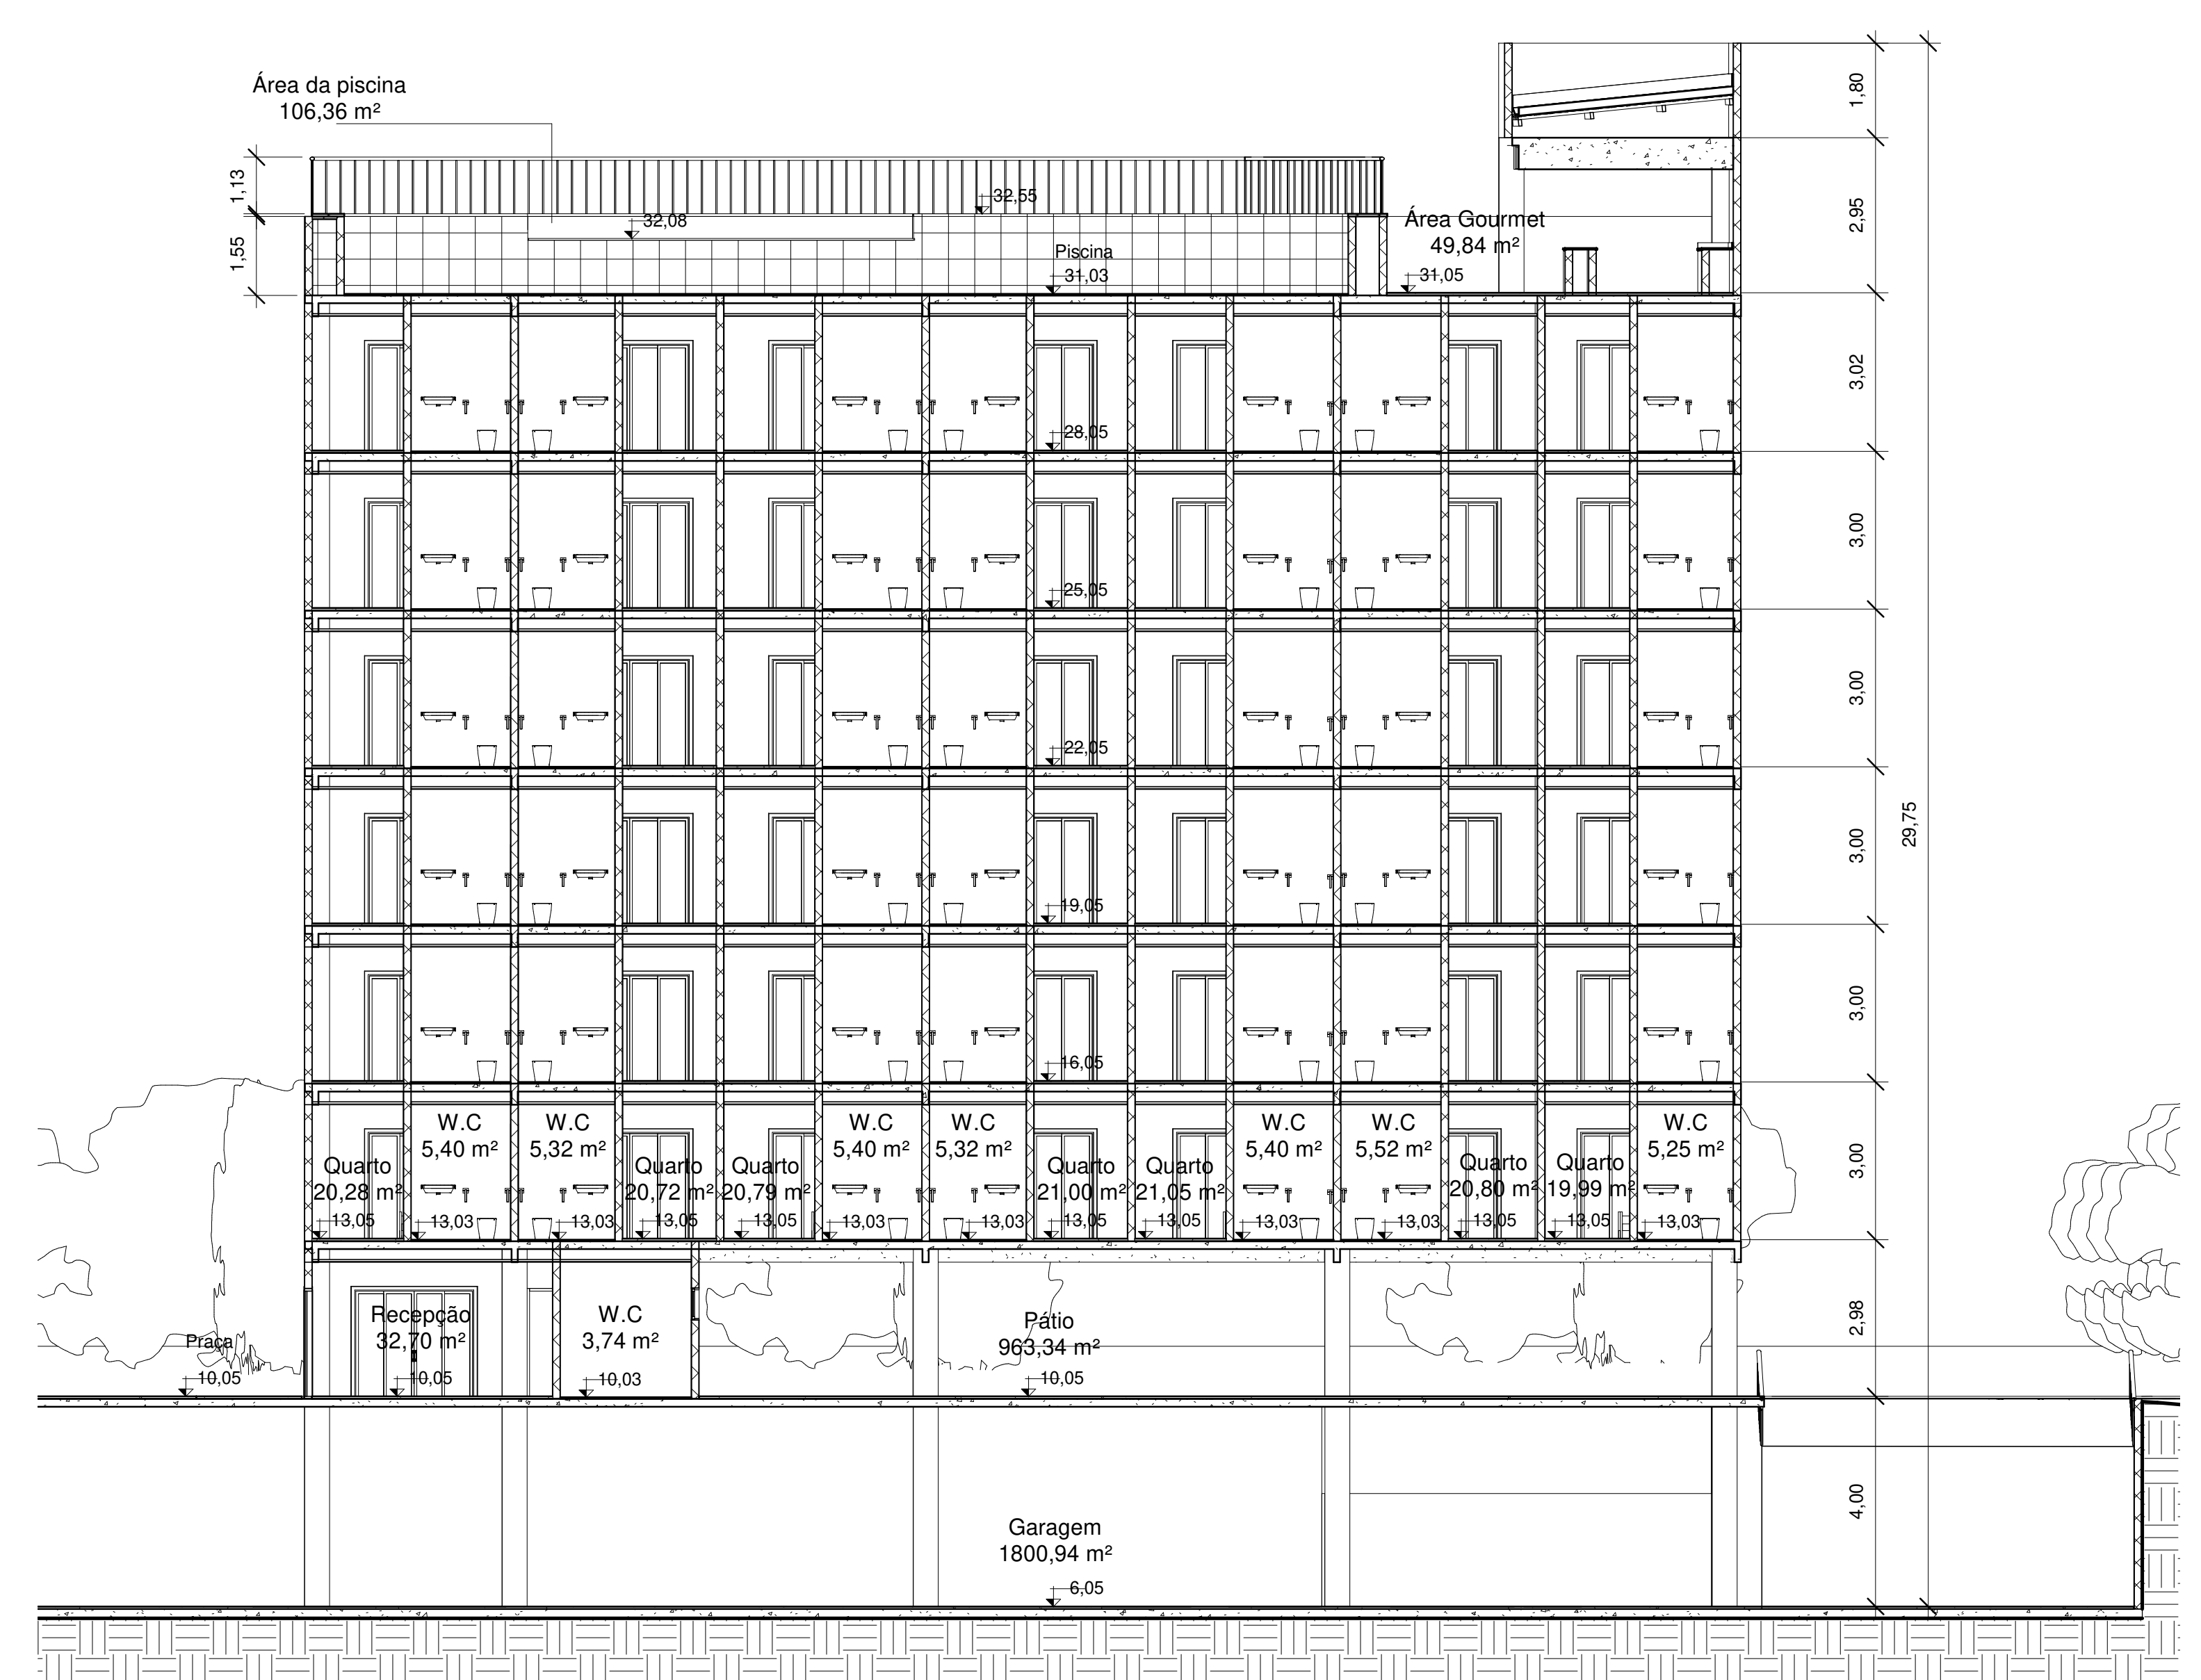 Área da piscina
106,36 m²
1,80
1,13
32,55
2,95
32,08
Área Gourmet
49,84 m²
1,55
Piscina
31,03
31,05
3,02
28,05
3,00
25,05
3,00
22,05
3,00
29,75
19,05
3,00
16,05
W.C
5,40 m²
W.C
5,32 m²
W.C
5,40 m²
W.C
5,32 m²
W.C
5,40 m²
W.C
5,52 m²
W.C
5,25 m²
3,00
Quarto
20,28 m²
Quarto
20,72 m²
Quarto
20,79 m²
Quarto
21,00 m²
Quarto
21,05 m²
Quarto
20,80 m²
Quarto
19,99 m²
13,05
13,03
13,03
13,05
13,05
13,03
13,03
13,05
13,05
13,03
13,03
13,05
13,05
13,03
2,98
Praça
10,05
Recepção
32,70 m²
10,05
W.C
3,74 m²
10,03
Pátio
963,34 m²
10,05
4,00
Garagem
1800,94 m²
6,05